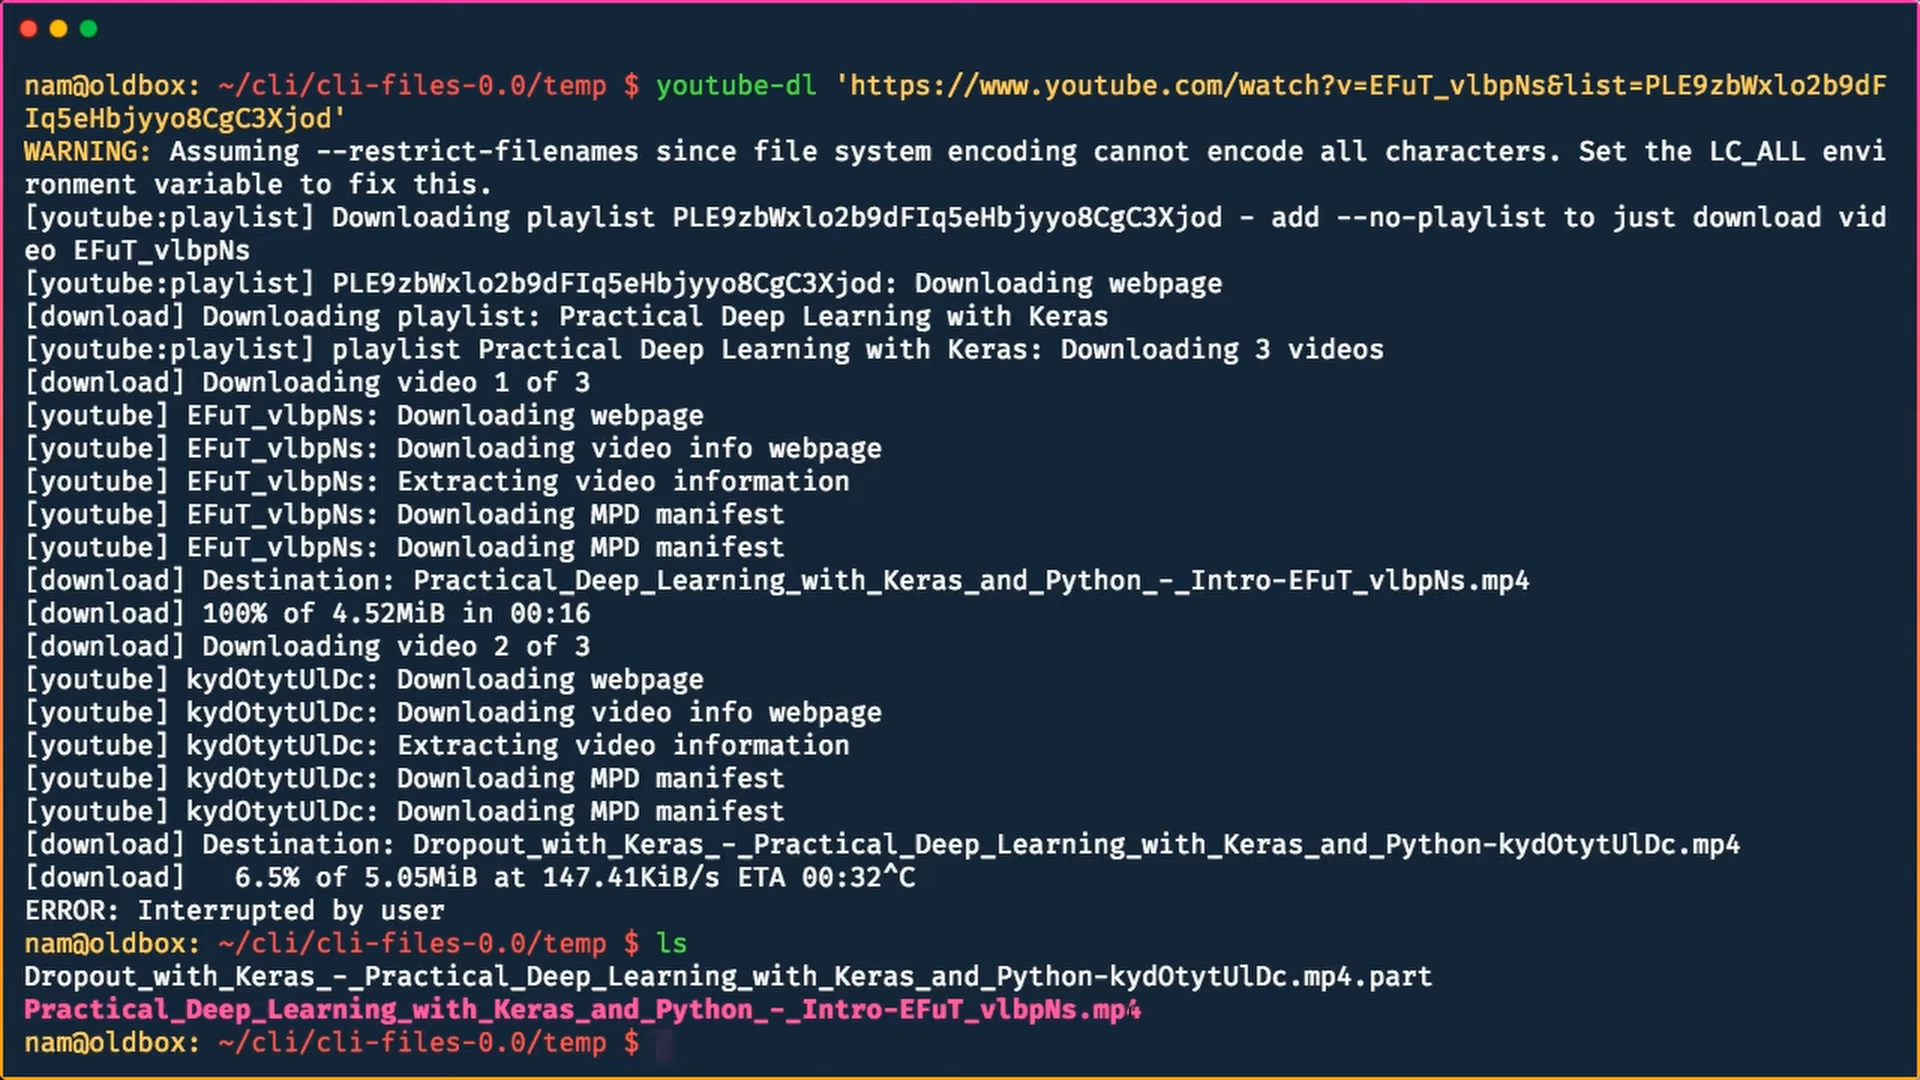 nam@oldbox: ~/cli/cli-files-0.0/temp $ youtube-dl 'https://www.youtube.com/watch?v=EFuT_vlbpNs&list=PLE9zbWxlo2b9dF
Iq5eHbjyyo8CgC3Xjod'
WARNING: Assuming --restrict-filenames since file system encoding cannot encode all characters. Set the LC_ALL envi
ronment variable to fix this.
[youtube:playlist] Downloading playlist PLE9zbWxlo2b9dFIq5eHbjyyo8CgC3Xjod - add --no-playlist to just download vid
eo EFuT_vlbpNs
[youtube:playlist] PLE9zbWxlo2b9dFIq5eHbjyyo8CgC3Xjod: Downloading webpage
[download] Downloading playlist: Practical Deep Learning with Keras
[youtube:playlist] playlist Practical Deep Learning with Keras: Downloading 3 videos
[download] Downloading video 1 of 3
[youtube] EFuT_vlbpNs: Downloading webpage
[youtube] EFuT_vlbpNs: Downloading video info webpage
[youtube] EFuT_vlbpNs: Extracting video information
[youtube] EFuT_vlbpNs: Downloading MPD manifest
[youtube] EFuT_vlbpNs: Downloading MPD manifest
[download] Destination: Practical_Deep_Learning_with_Keras_and_Python_-_Intro-EFuT_vlbpNs.mp4
[download] 100% of 4.52MiB in 00:16
[download] Downloading video 2 of 3
[youtube] kydOtytUlDc: Downloading webpage
[youtube] kydOtytUlDc: Downloading video info webpage
[youtube] kydOtytUlDc: Extracting video information
[youtube] kydOtytUlDc: Downloading MPD manifest
[youtube] kydOtytUlDc: Downloading MPD manifest
[download] Destination: Dropout_with_Keras_-_Practical_Deep_Learning_with_Keras_and_Python-kydOtytUlDc.mp4
[download]   6.5% of 5.05MiB at 147.41KiB/s ETA 00:32^C
ERROR: Interrupted by user
nam@oldbox: ~/cli/cli-files-0.0/temp $ ls
Dropout_with_Keras_-_Practical_Deep_Learning_with_Keras_and_Python-kydOtytUlDc.mp4.part
Practical_Deep_Learning_with_Keras_and_Python_-_Intro-EFuT_vlbpNs.mp4
nam@oldbox: ~/cli/cli-files-0.0/temp $